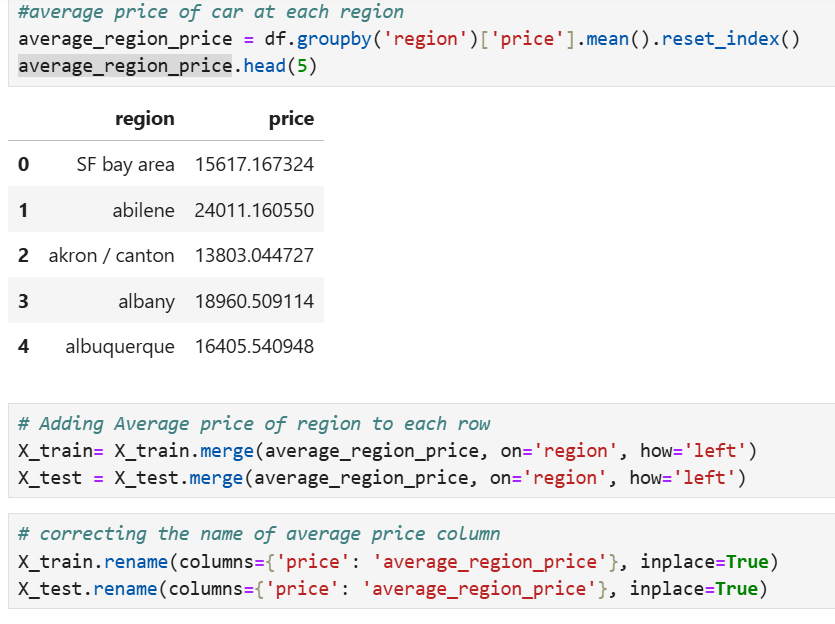 #average price of car at each region
average_region_price = df.groupby('region')['price'].mean().reset_index()
average_region_price.head(5)
region price
0 SF bay area 15617.167324
1 abilene 24011.160550
2 akron / canton 13803.044727
3 albany 18960.509114
4 albuquerque 16405.540948
# Adding Average price of region to each row
X_train= X_train.merge(average_region_price, on='region', how='left')
X_test = X_test.merge(average_region_price, on='region', how='left')
# correcting the name of average price column
X_train.rename(columns={'price': 'average_region_price'}, inplace=True)
X_test.rename(columns={'price': 'average_region_price'}, inplace=True)